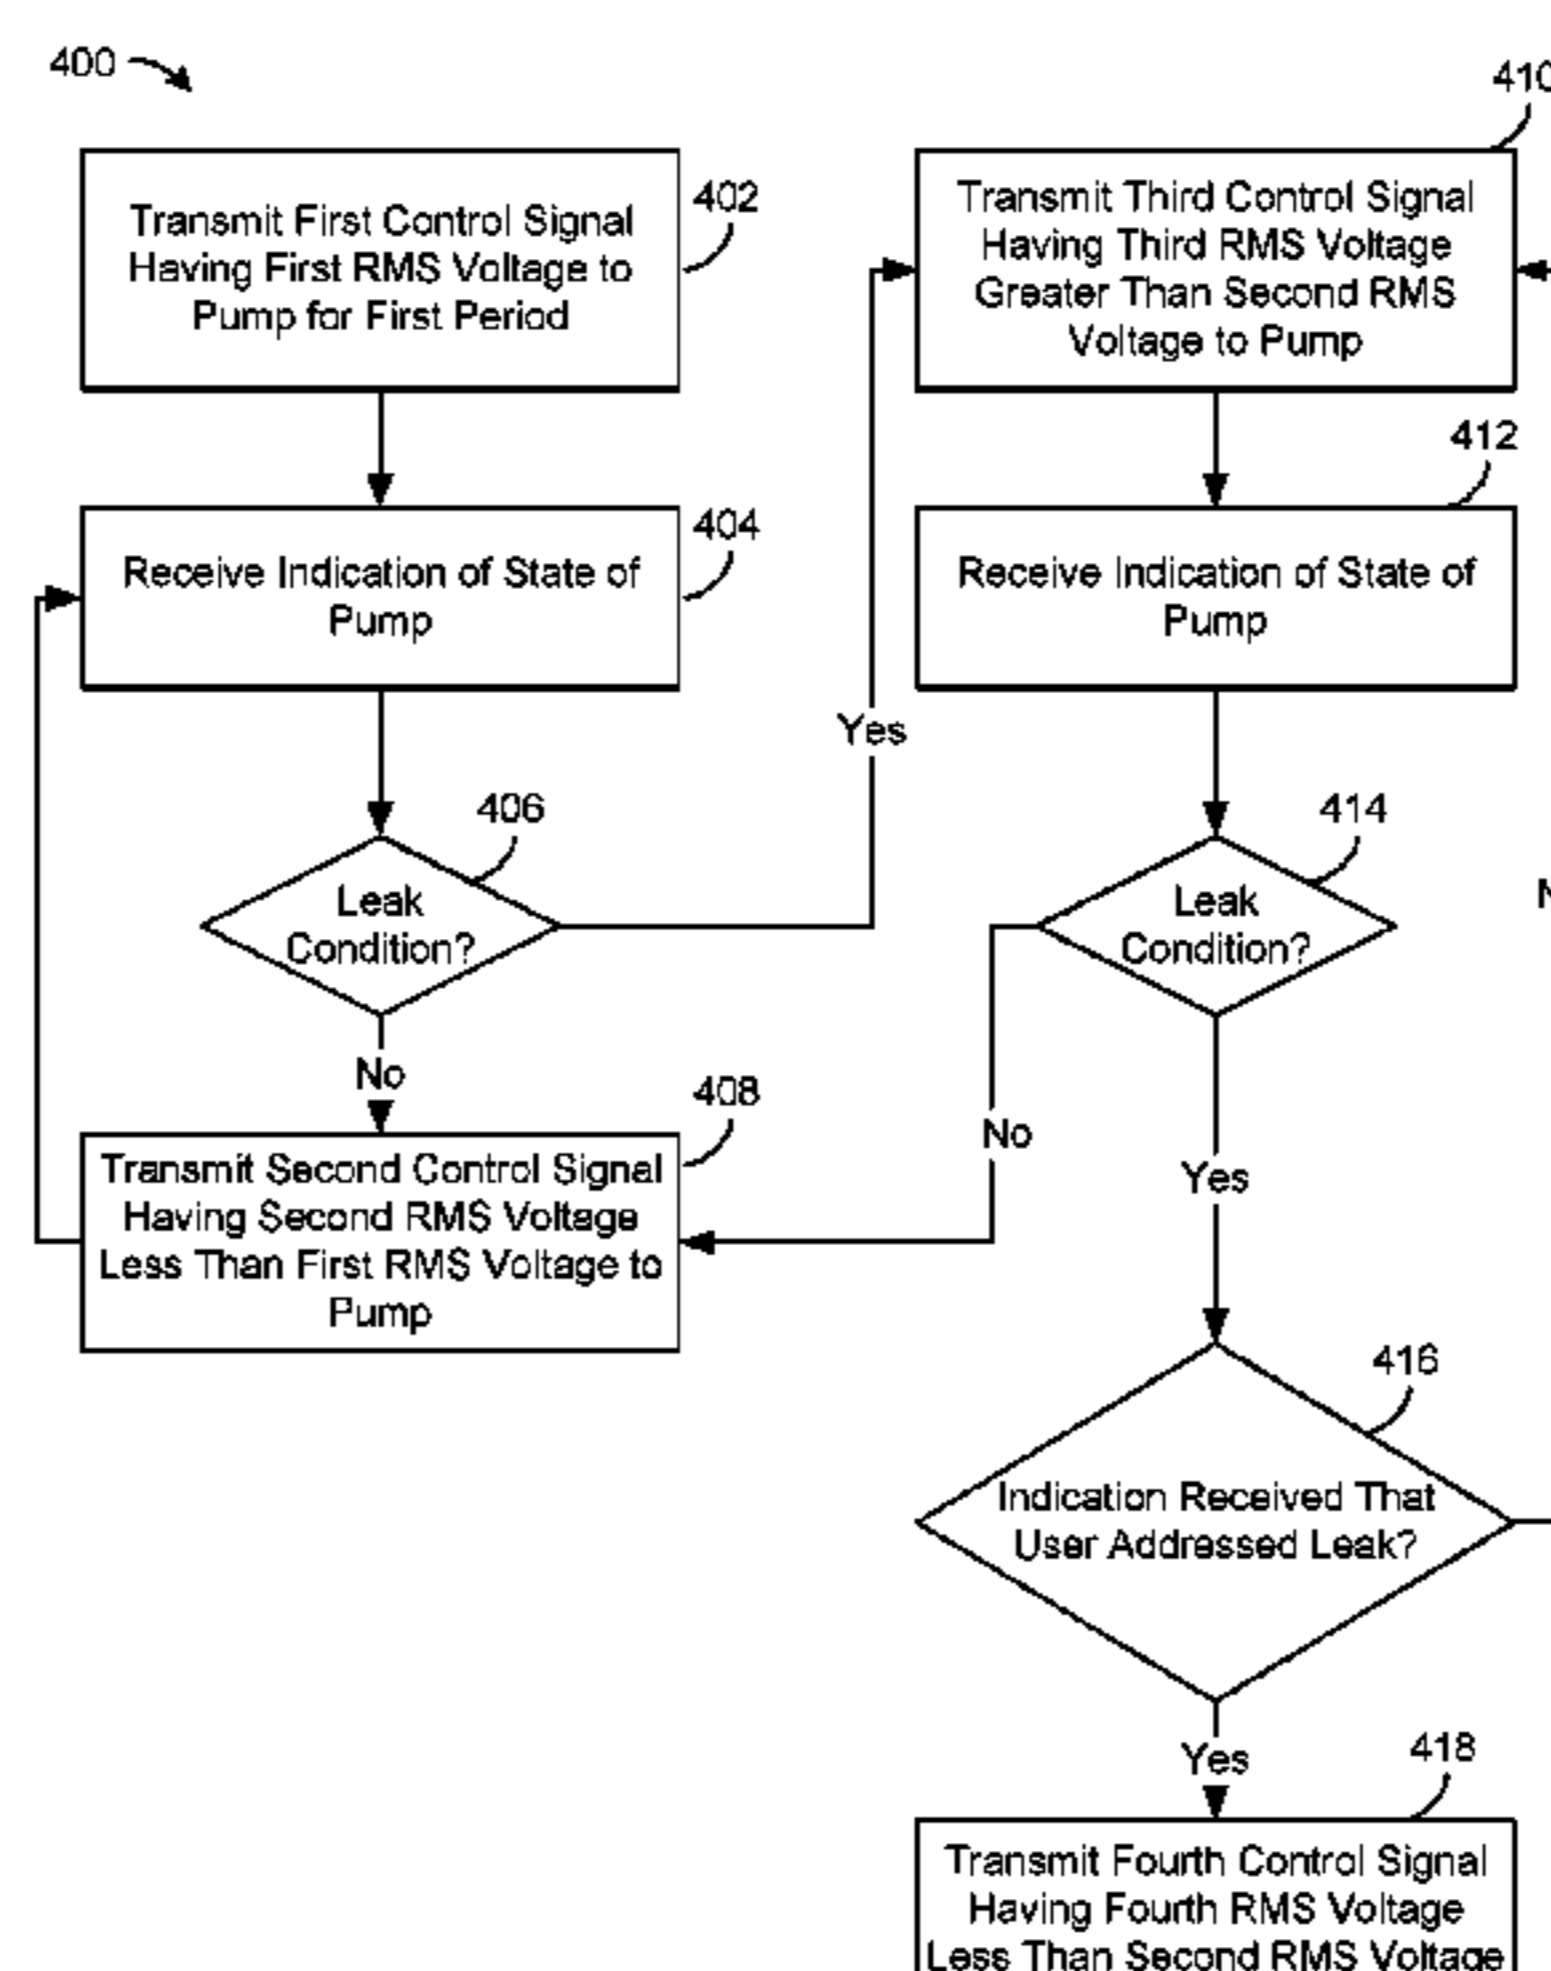 400
402
Transmit First Control Signal
Having First RMS Voltage to
Pump for First Period
404
Receive Indication of State of
Pump
406
Leak
Condition?
Yes
No
408
Transmit Second Control Signal
Having Second RMS Voltage
Less Than First RMS Voltage to
Pump
410
Transmit Third Control Signal
Having Third RMS Voltage
Greater Than Second RMS
Voltage to Pump
412
Receive Indication of State of
Pump
414
Leak
Condition?
No
Yes
416
Indication Received That
User Addressed Leak?
Yes
418
Transmit Fourth Control Signal
Having Fourth RMS Voltage
Less Than Second RMS Voltage